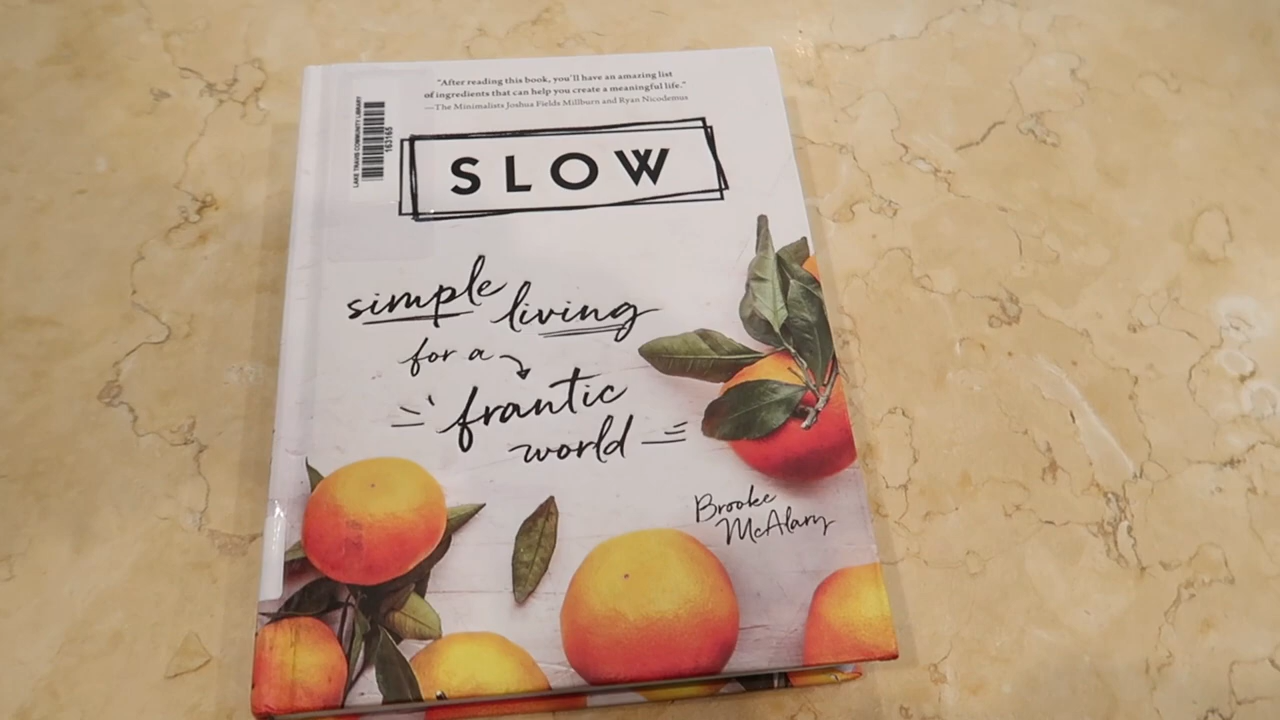 "After reading this book, you'll have an amazing list
of ingredients that can help you create a meaningful life."
—The Minimalists Joshua Fields Millburn and Ryan Nicodemus
LAKE TRAVIS COMMUNITY LIBRARY
163165
SLOW
simple living
for a
frantic
world
Brooke
McAlary